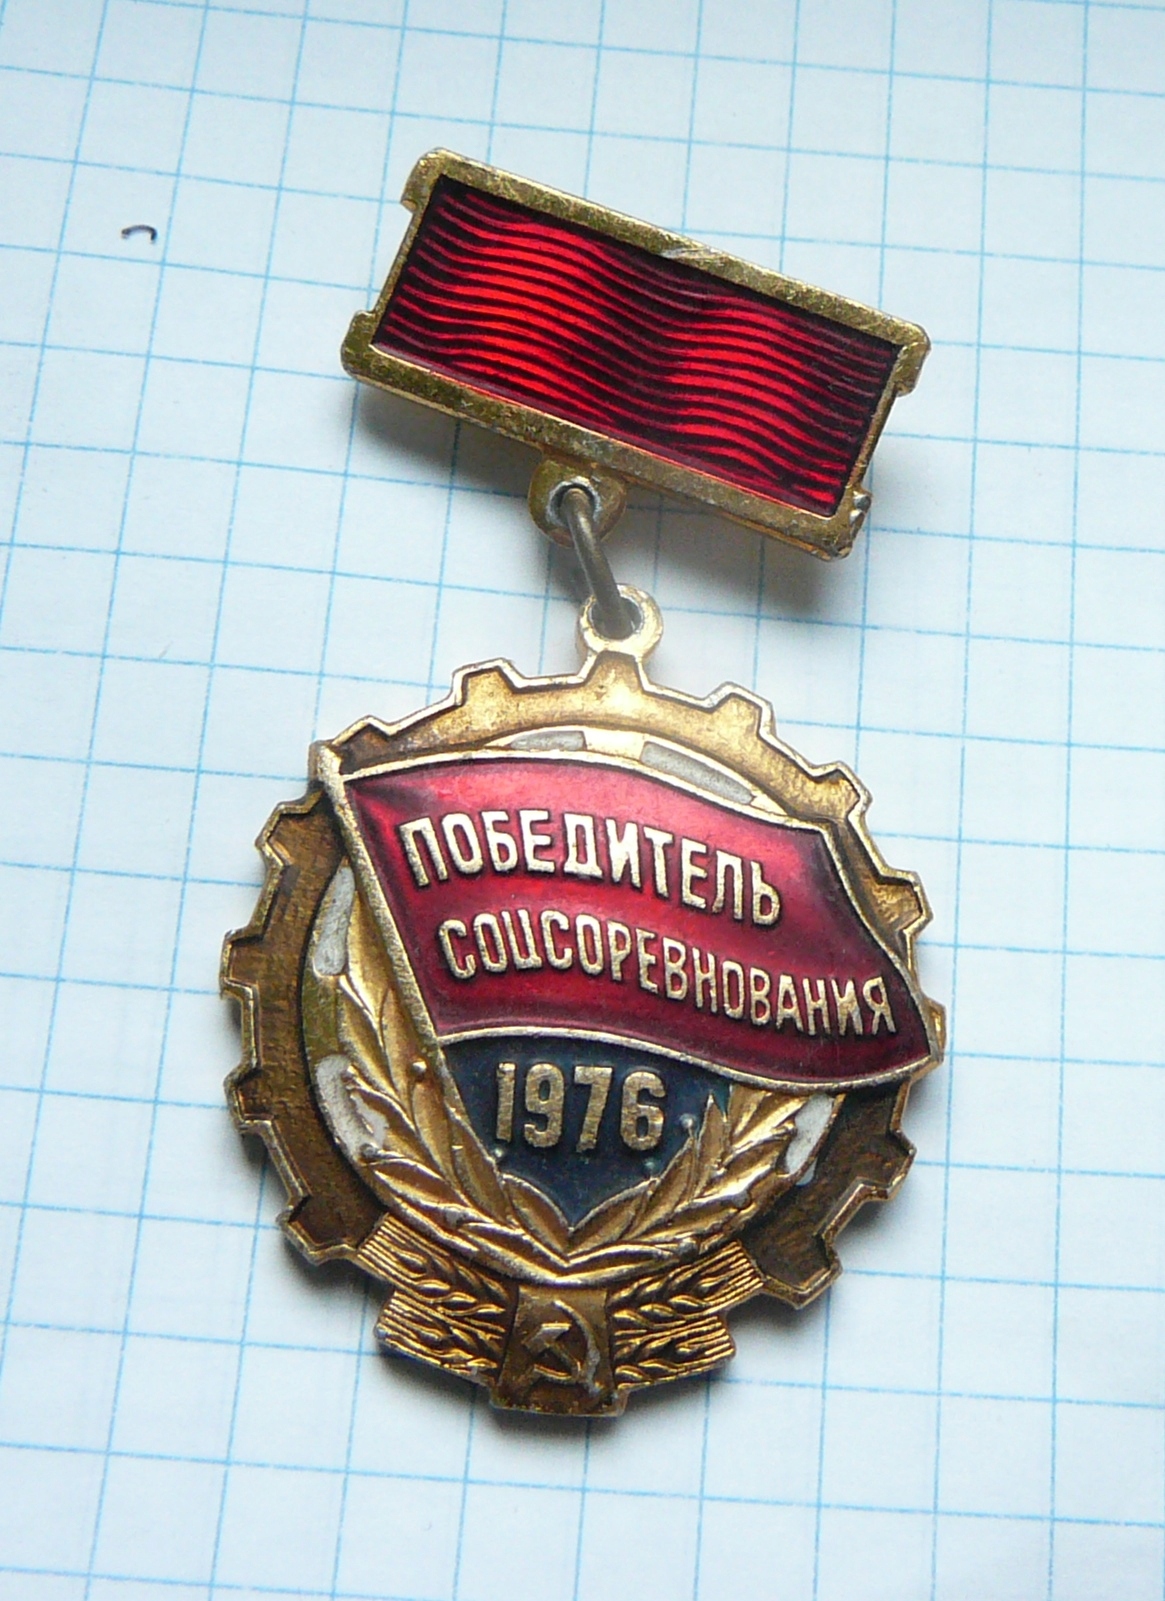 ПОБЕДИТЕЛЬ
СОЦСОРЕВНОВАНИЯ
1976